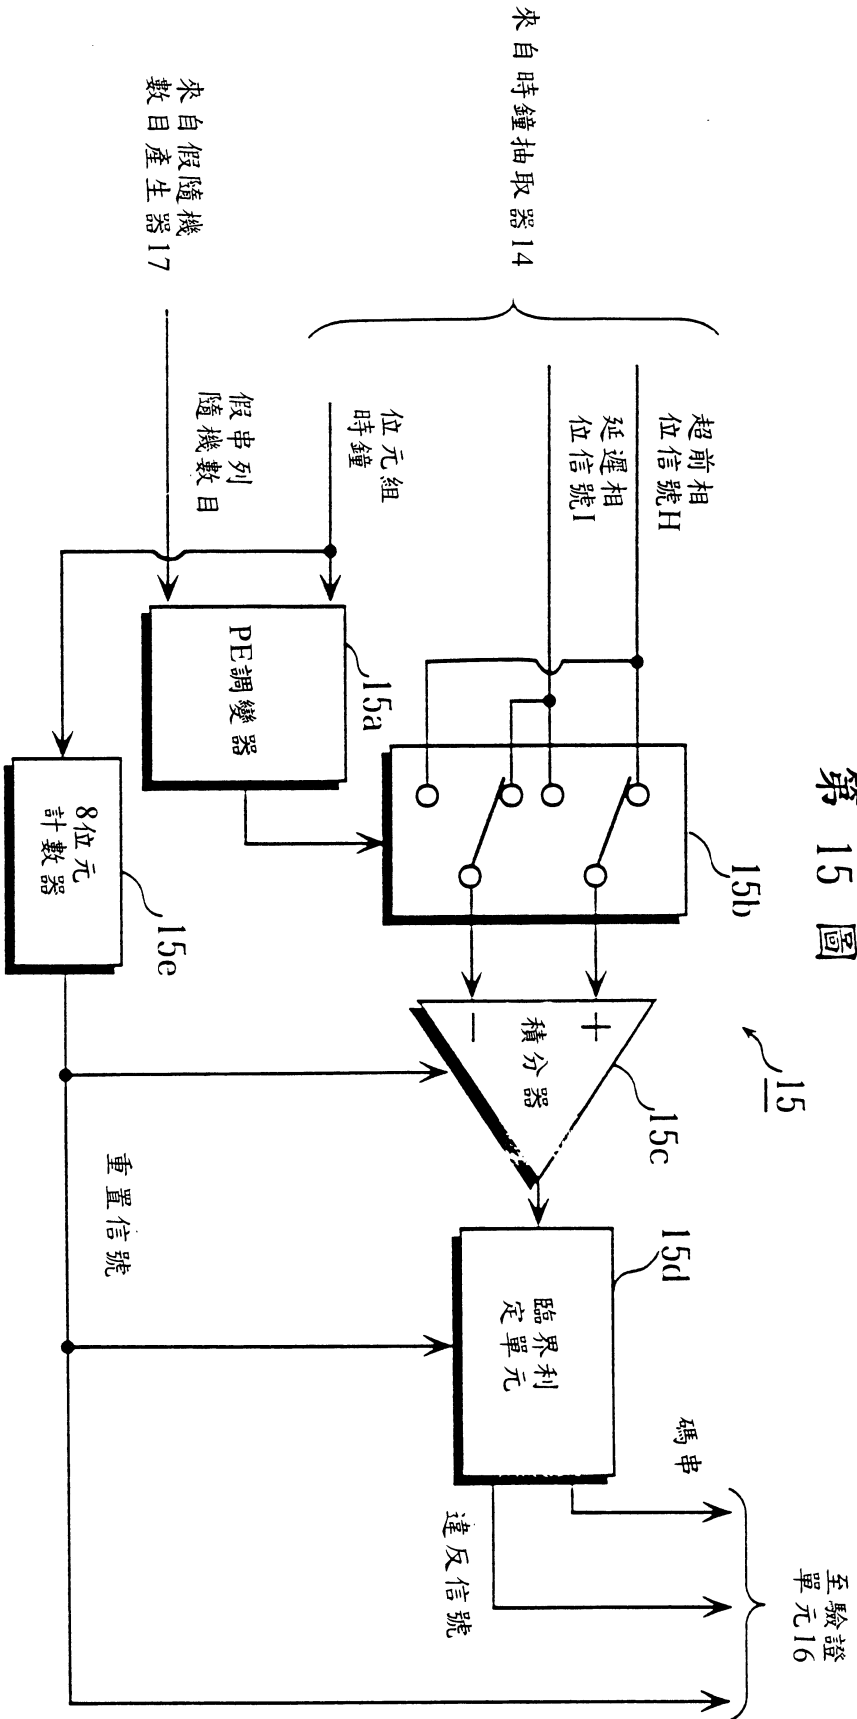 第 15 圖
15
來自時鐘抽取器14
超前相
位信號H
延遲相
位信號I
位元組
時鐘
來自假隨機
數目產生器17
假串列
隨機數目
PE調變器
15a
15b
+
−
積分器
15c
臨界利
定單元
15d
8位元
計數器
15e
重置信號
碼串
違反信號
至驗證
單元16